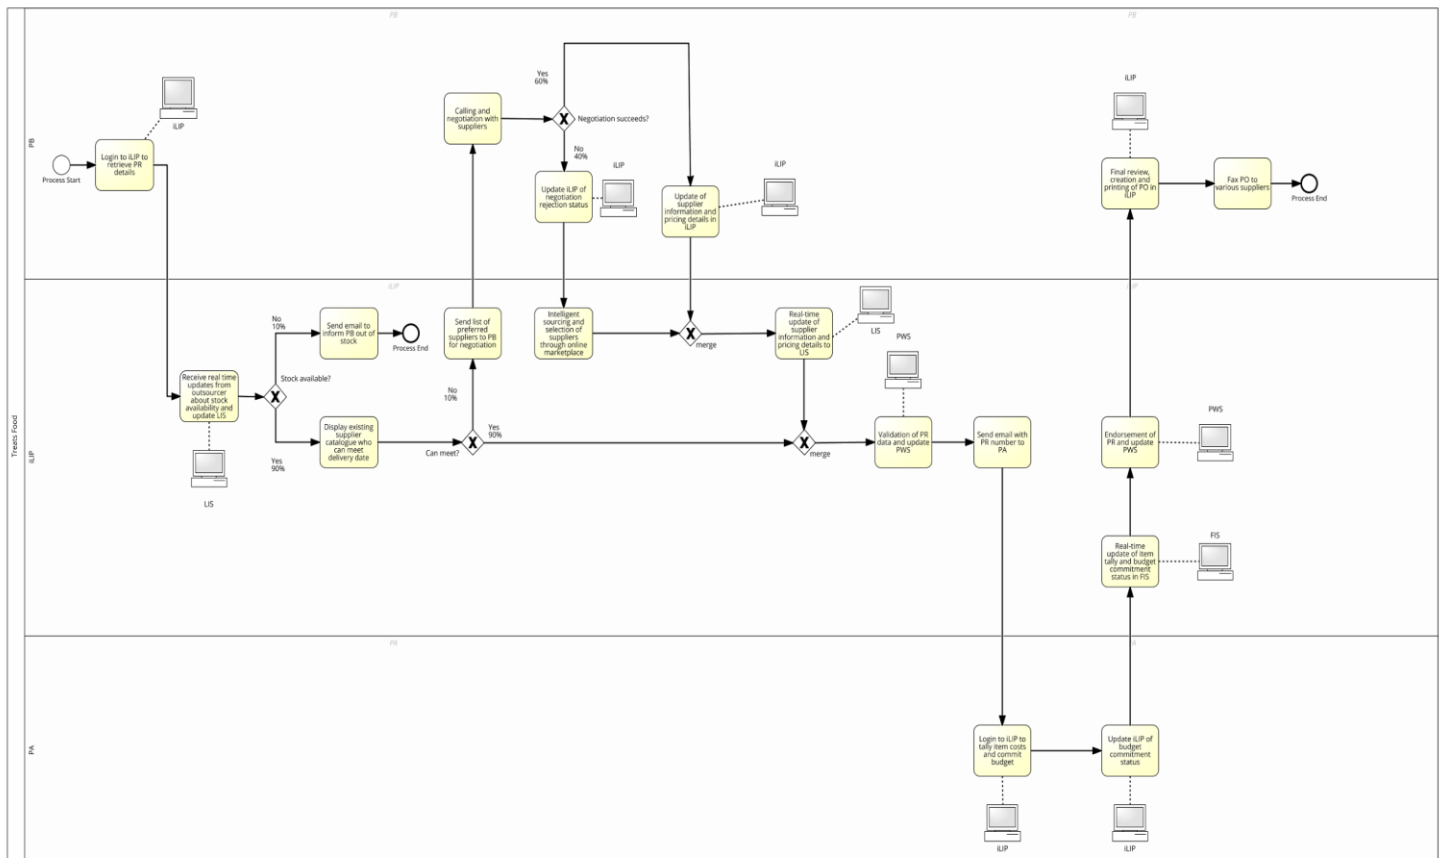 PB
PB
Treats Food
PB
Process Start
Login to iLIP to
retrieve PR
details
iLIP
Calling and
negotiation with
suppliers
Yes
60%
Negotiation succeeds?
No
40%
Update iLIP of
negotiation
rejection status
iLIP
Update of
supplier
information and
pricing details in
iLIP
iLIP
iLIP
Final review,
creation and
printing of PO in
iLIP
Fax PO to
various suppliers
Process End
iLIP
iLIP
Receive real time
updates from
outsourcer
about stock
availability and
update LIS
LIS
Stock available?
No
10%
Send email to
inform PB out of
stock
Process End
Yes
90%
Display existing
supplier
catalogue who
can meet
delivery date
Can meet?
No
10%
Yes
90%
Send list of
preferred
suppliers to PB
for negotiation
Intelligent
sourcing and
selection of
suppliers
through online
marketplace
merge
Real-time
update of
supplier
information and
pricing details to
LIS
LIS
merge
PWS
Validation of PR
data and update
PWS
Send email with
PR number to
PA
Endorsement of
PR and update
PWS
PWS
Real-time
update of item
tally and budget
commitment
status in FIS
FIS
PA
PA
Login to iLIP to
tally item costs
and commit
budget
iLIP
Update iLIP of
budget
commitment
status
iLIP